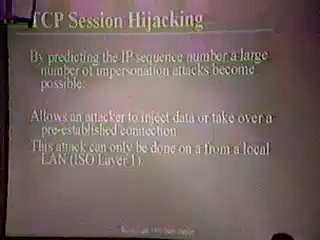 TCP Session Hijacking
By predicting the IP sequence number a large
number of impersonation attacks become
possible:
Allows an attacker to inject data or take over a
pre-established connection
This attack can only be done on a from a local
LAN (ISO Layer 1).